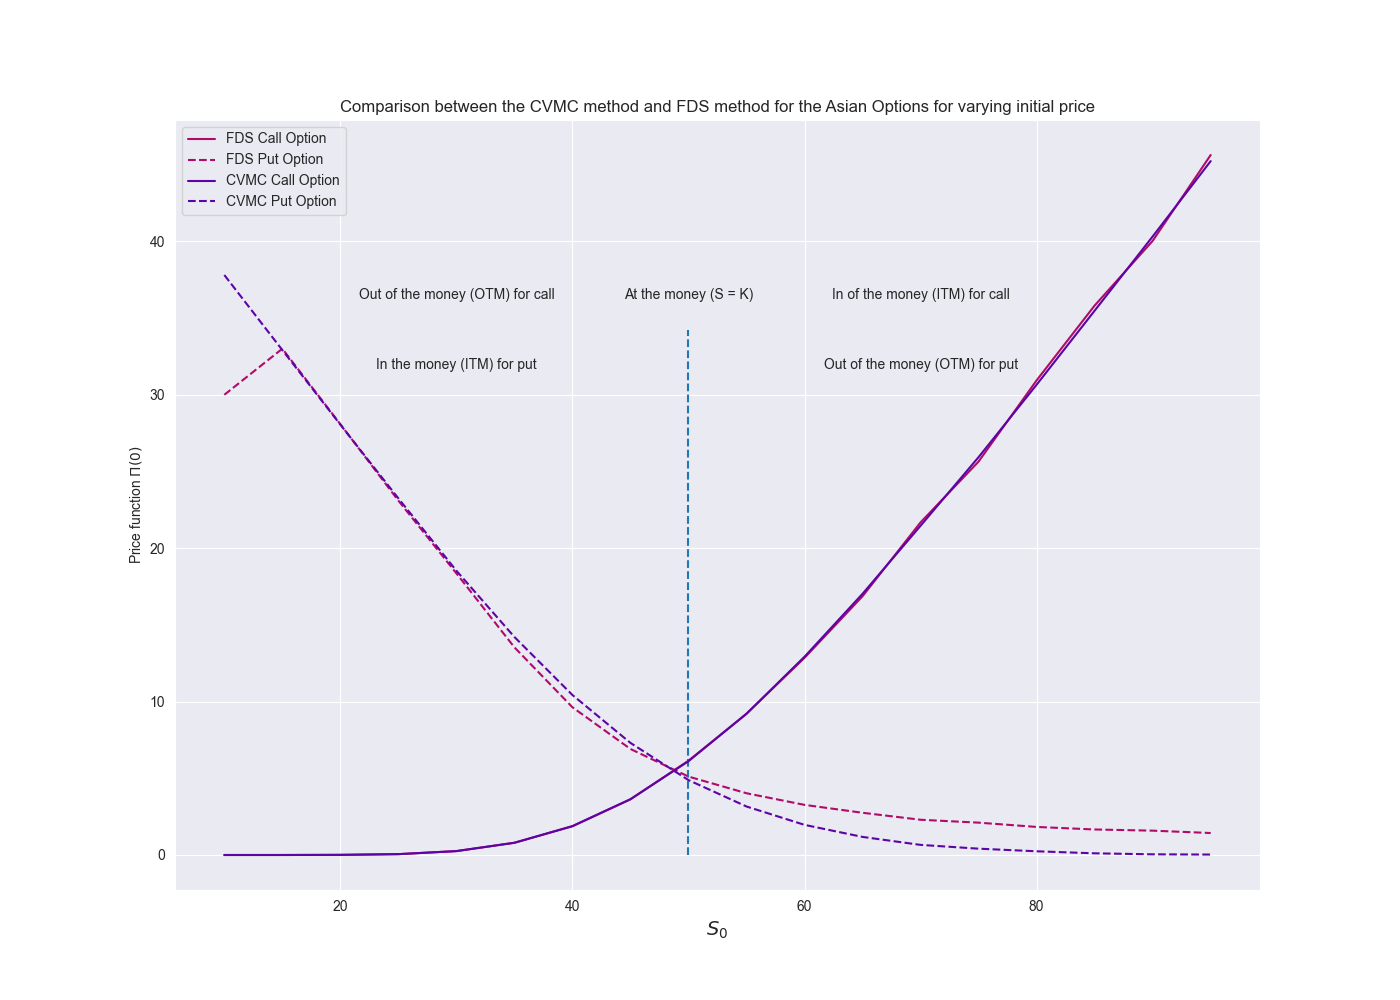 Comparison between the CVMC method and FDS method for the Asian Options for varying initial price
FDS Call Option
FDS Put Option
CVMC Call Option
CVMC Put Option
40
30
20
10
0
Price function Π(0)
Out of the money (OTM) for call
At the money (S = K)
In of the money (ITM) for call
In the money (ITM) for put
Out of the money (OTM) for put
20
40
60
80
S₀